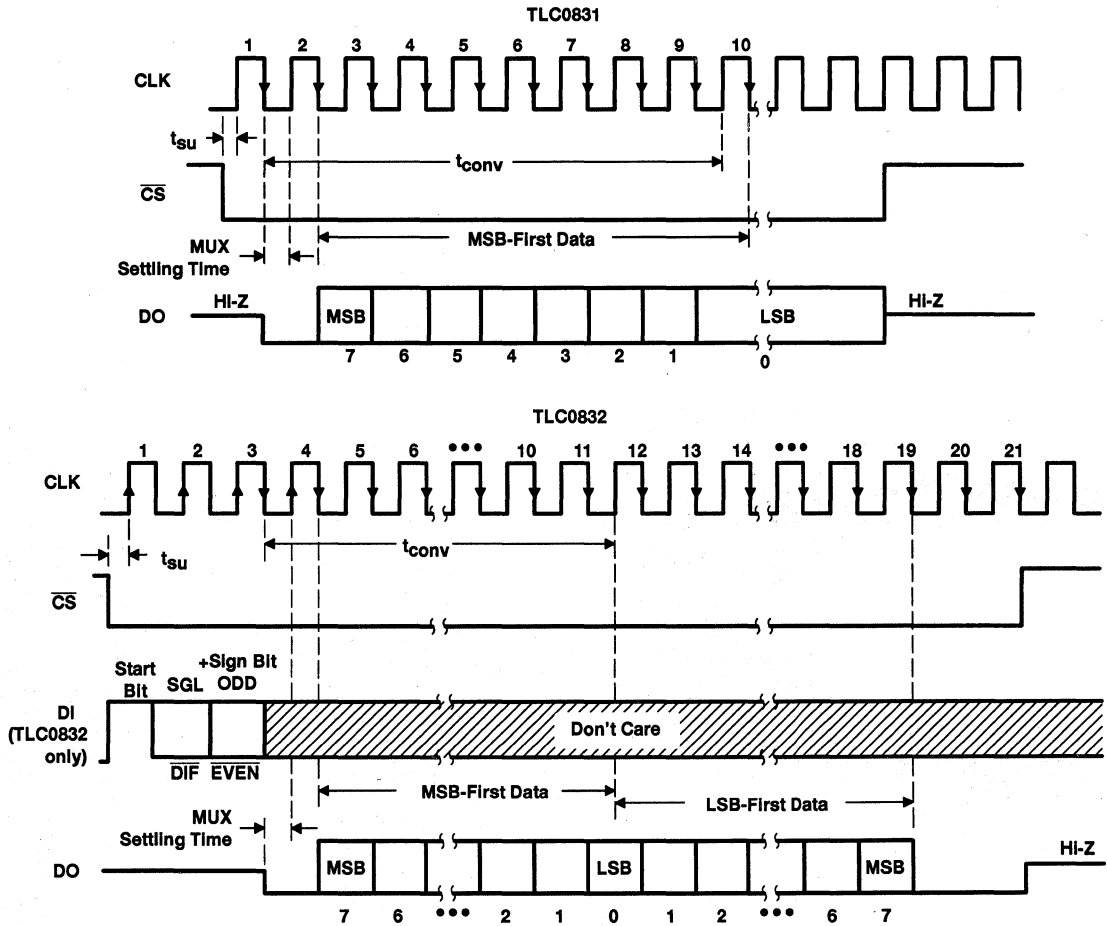 TLC0831
1 2 3 4 5 6 7 8 9 10
CLK
tsu
tconv
CS
MSB-First Data
MUX
Settling Time
Hi-Z
Hi-Z
DO
MSB
LSB
7 6 5 4 3 2 1 0
TLC0832
1 2 3 4 5 6 ••• 10 11 12 13 14 ••• 18 19 20 21
CLK
tconv
tsu
CS
+Sign Bit
Start
Bit
SGL
ODD
DI
(TLC0832
only)
Don't Care
DIF EVEN
MSB-First Data
LSB-First Data
MUX
Settling Time
Hi-Z
DO
MSB
LSB
MSB
7 6 ••• 2 1 0 1 2 ••• 6 7